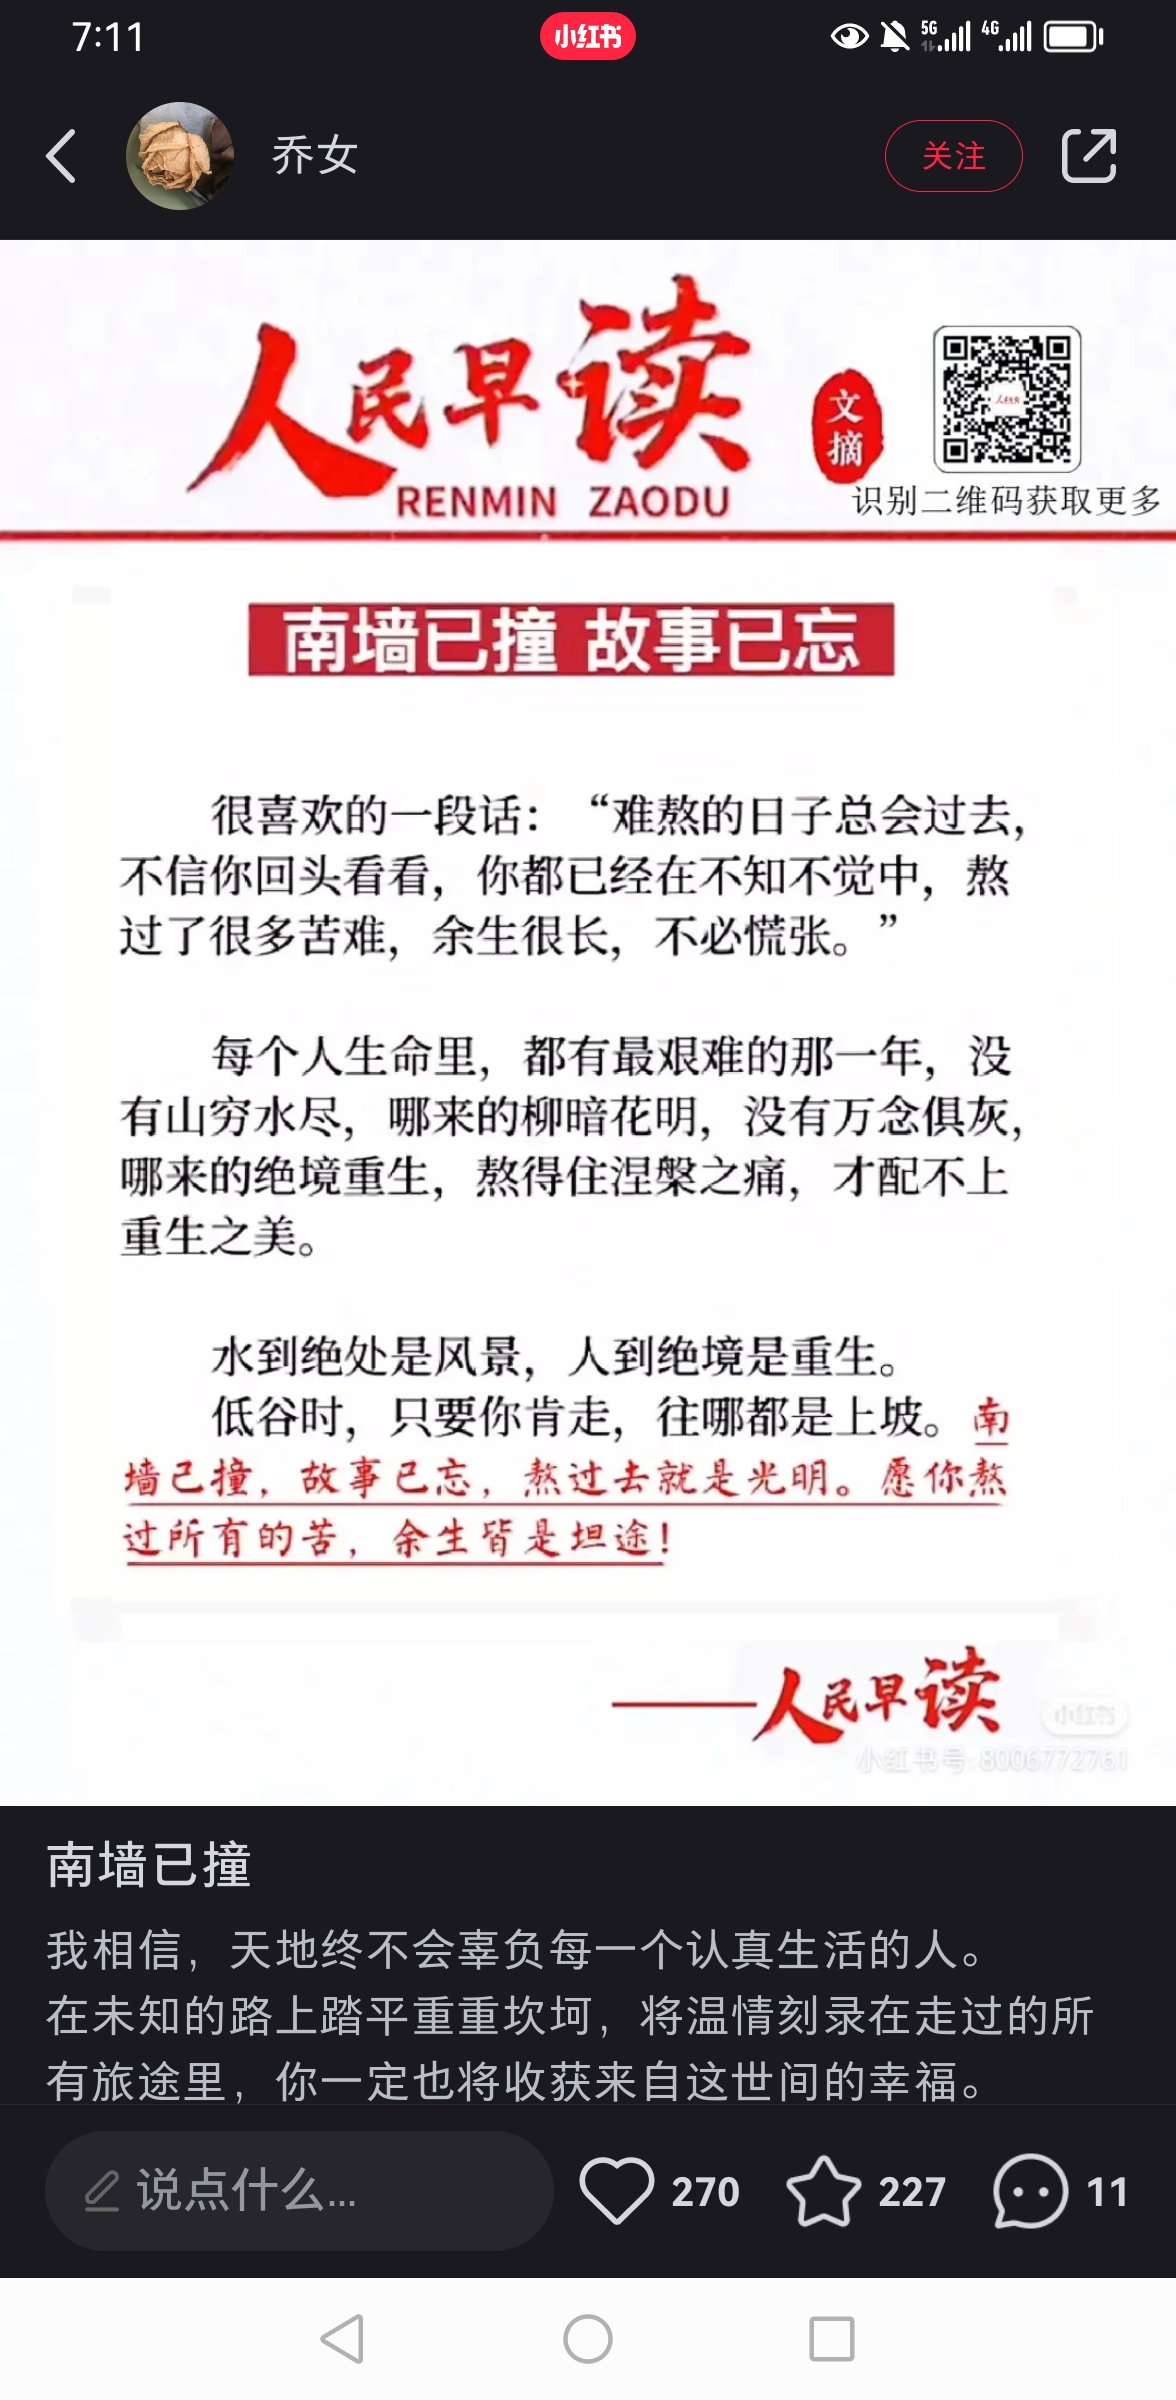 7:11
小红书
5G
4G
乔女
关注
人民早读
文摘
RENMIN ZAODU
识别二维码获取更多
南墙已撞 故事已忘
很喜欢的一段话：“难熬的日子总会过去，
不信你回头看看，你都已经在不知不觉中，熬
过了很多苦难，余生很长，不必慌张。”
每个人生命里，都有最艰难的那一年，没
有山穷水尽，哪来的柳暗花明，没有万念俱灰，
哪来的绝境重生，熬得住涅槃之痛，才配不上
重生之美。
水到绝处是风景，人到绝境是重生。
低谷时，只要你肯走，往哪都是上坡。南
墙已撞，故事已忘，熬过去就是光明。愿你熬
过所有的苦，余生皆是坦途！
——人民早读
小红书
小红书号: 8006772761
南墙已撞
我相信，天地终不会辜负每一个认真生活的人。
在未知的路上踏平重重坎坷，将温情刻录在走过的所
有旅途里，你一定也将收获来自这世间的幸福。
说点什么...
270
227
11